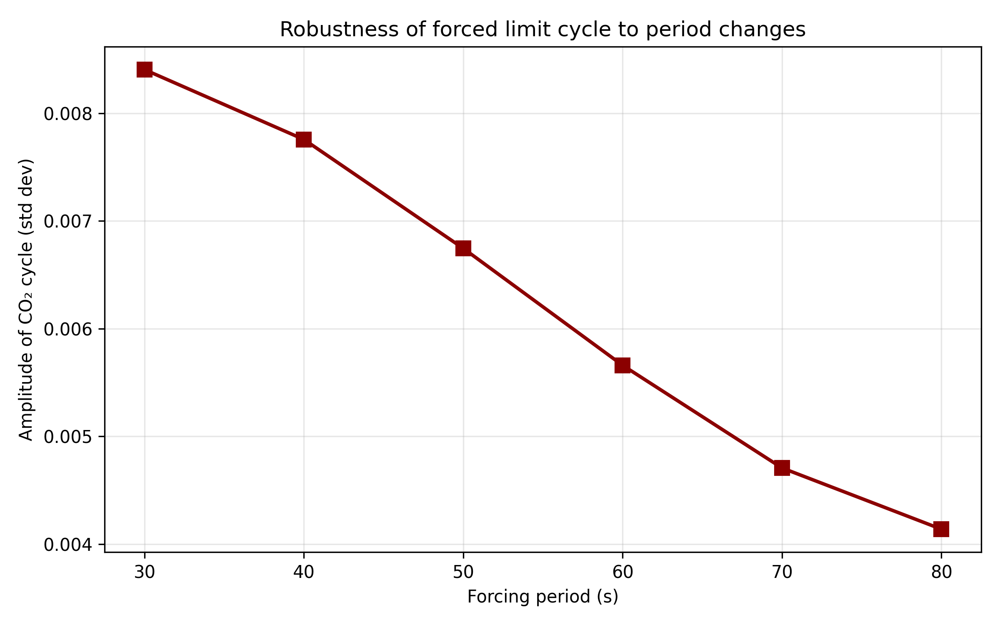 Robustness of forced limit cycle to period changes
Amplitude of CO₂ cycle (std dev)
0.008
0.007
0.006
0.005
0.004
30 40 50 60 70 80
Forcing period (s)